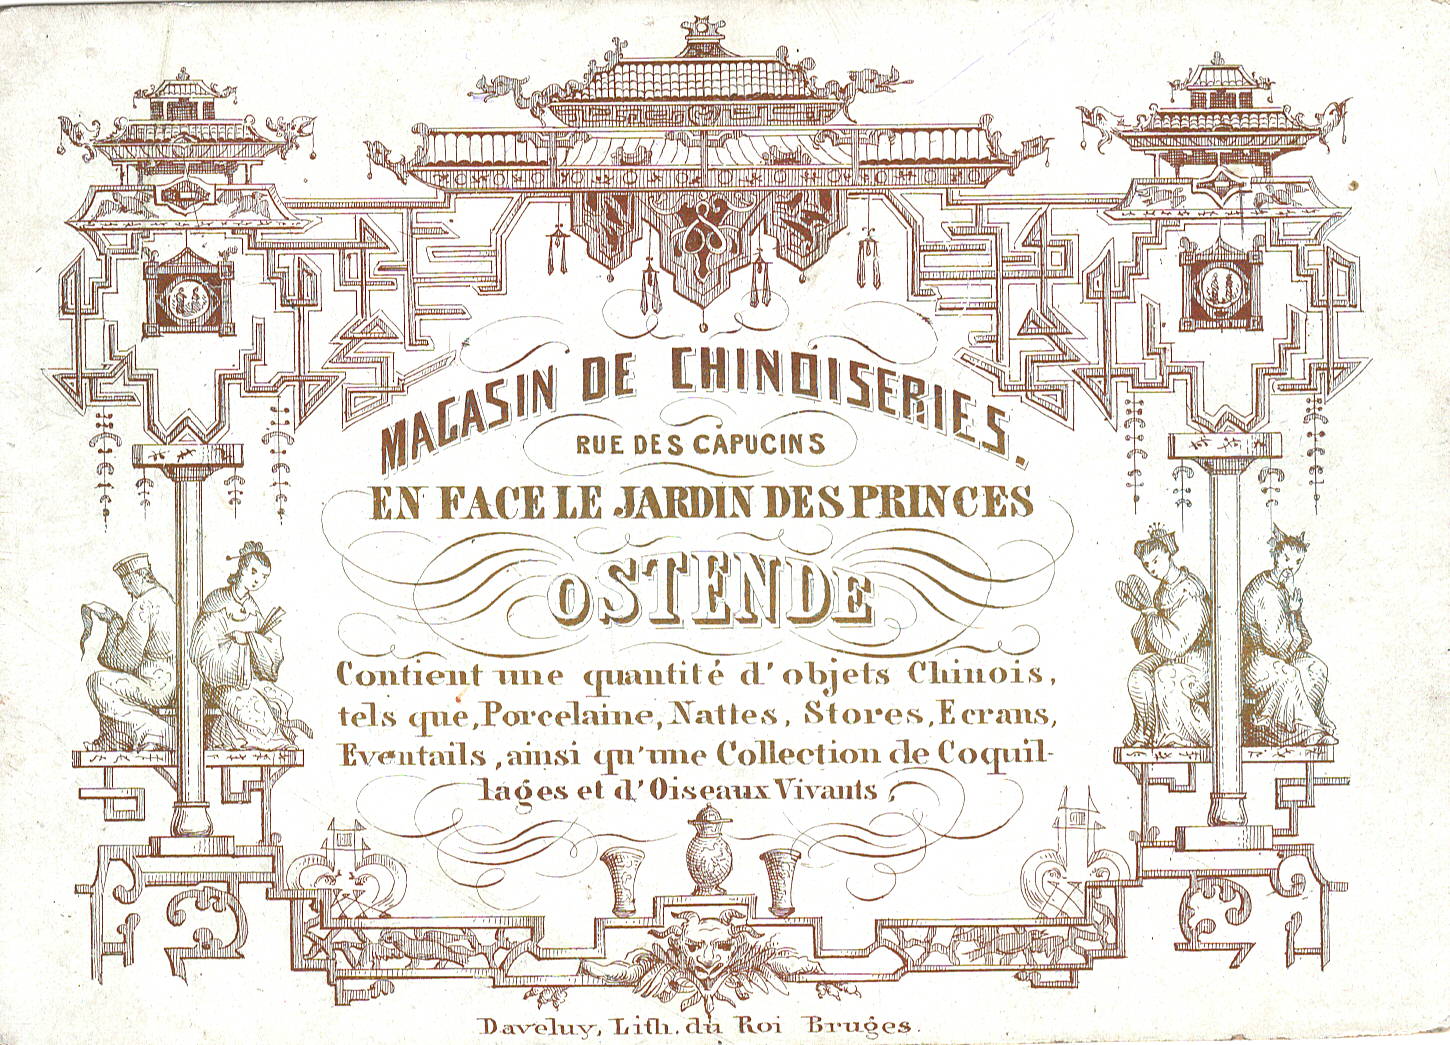 MAGASIN DE CHINOISERIES.
RUE DES CAPUCINS
EN FACE LE JARDIN DES PRINCES
OSTENDE
Contient une quantité d'objets Chinois,
tels que, Porcelaine, Nattes, Stores, Ecrans,
Eventails, ainsi qu'une Collection de Coquil-
lages et d'Oiseaux Vivants,
Daveluy, Lith. du Roi Bruges.